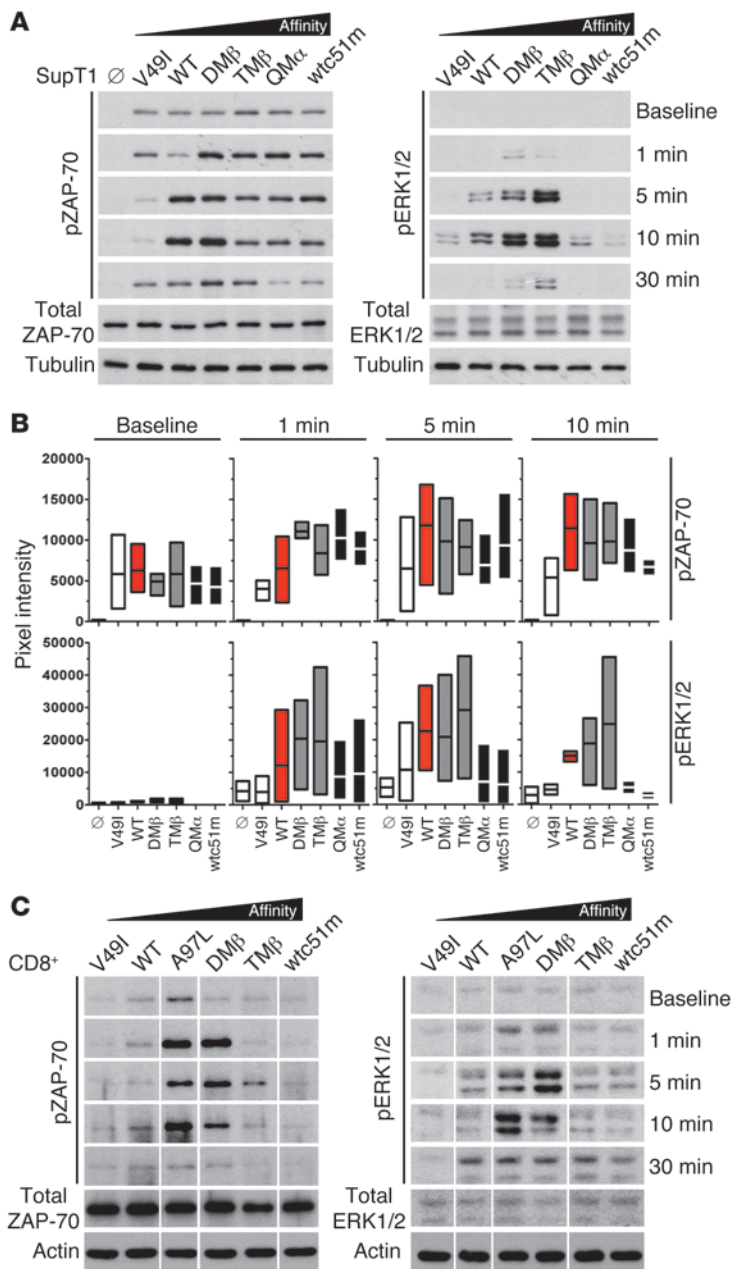 A
Affinity
SupT1 ∅ V49I WT DMβ TMβ QMα wtc51m
pZAP-70
Total ZAP-70
Tubulin
Affinity
V49I WT DMβ TMβ QMα wtc51m
pERK1/2
Baseline
1 min
5 min
10 min
30 min
Total ERK1/2
Tubulin
B
Baseline 1 min 5 min 10 min
Pixel intensity
20000
15000
10000
5000
0
pZAP-70
50000
40000
30000
20000
10000
0
pERK1/2
∅ V49I WT DMβ TMβ QMα wtc51m
∅ V49I WT DMβ TMβ QMα wtc51m
∅ V49I WT DMβ TMβ QMα wtc51m
∅ V49I WT DMβ TMβ QMα wtc51m
C
Affinity
CD8+ V49I WT A97L DMβ TMβ wtc51m
pZAP-70
Total ZAP-70
Actin
Affinity
V49I WT A97L DMβ TMβ wtc51m
pERK1/2
Baseline
1 min
5 min
10 min
30 min
Total ERK1/2
Actin